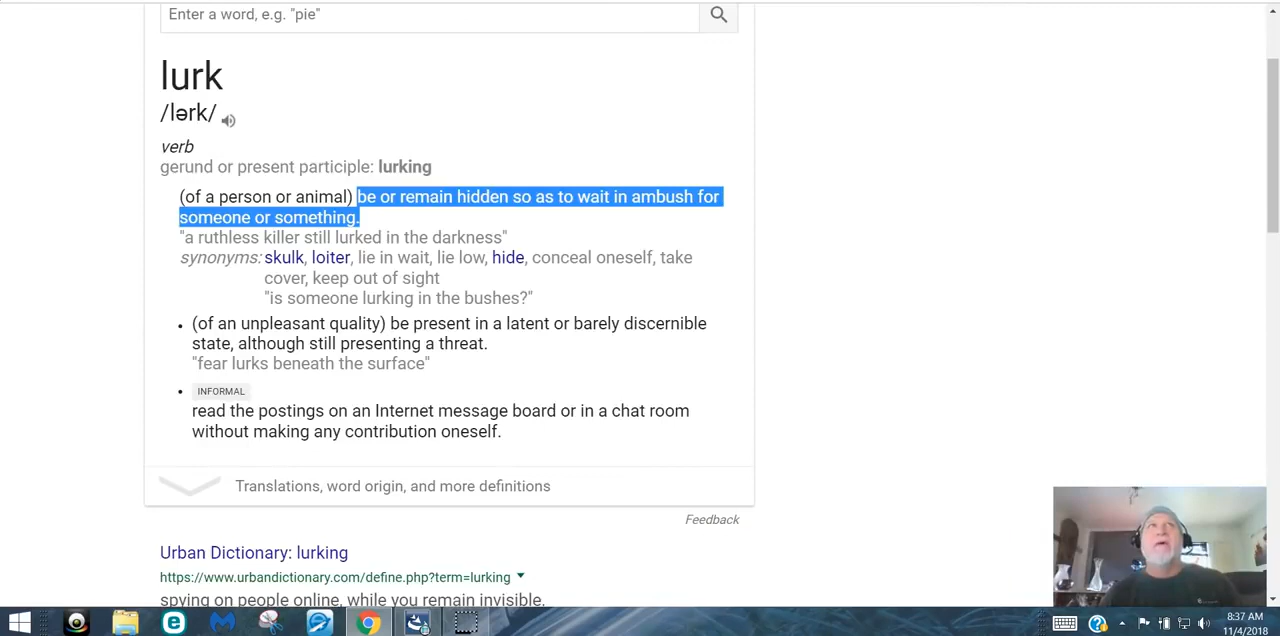 Enter a word, e.g. "pie"
lurk
/lərk/
verb
gerund or present participle: lurking
(of a person or animal) be or remain hidden so as to wait in ambush for
someone or something.
"a ruthless killer still lurked in the darkness"
synonyms: skulk, loiter, lie in wait, lie low, hide, conceal oneself, take
cover, keep out of sight
"is someone lurking in the bushes?"
• (of an unpleasant quality) be present in a latent or barely discernible
state, although still presenting a threat.
"fear lurks beneath the surface"
• INFORMAL
read the postings on an Internet message board or in a chat room
without making any contribution oneself.
Translations, word origin, and more definitions
Feedback
Urban Dictionary: lurking
https://www.urbandictionary.com/define.php?term=lurking
spying on people online, while you remain invisible.
8:37 AM
11/4/2018